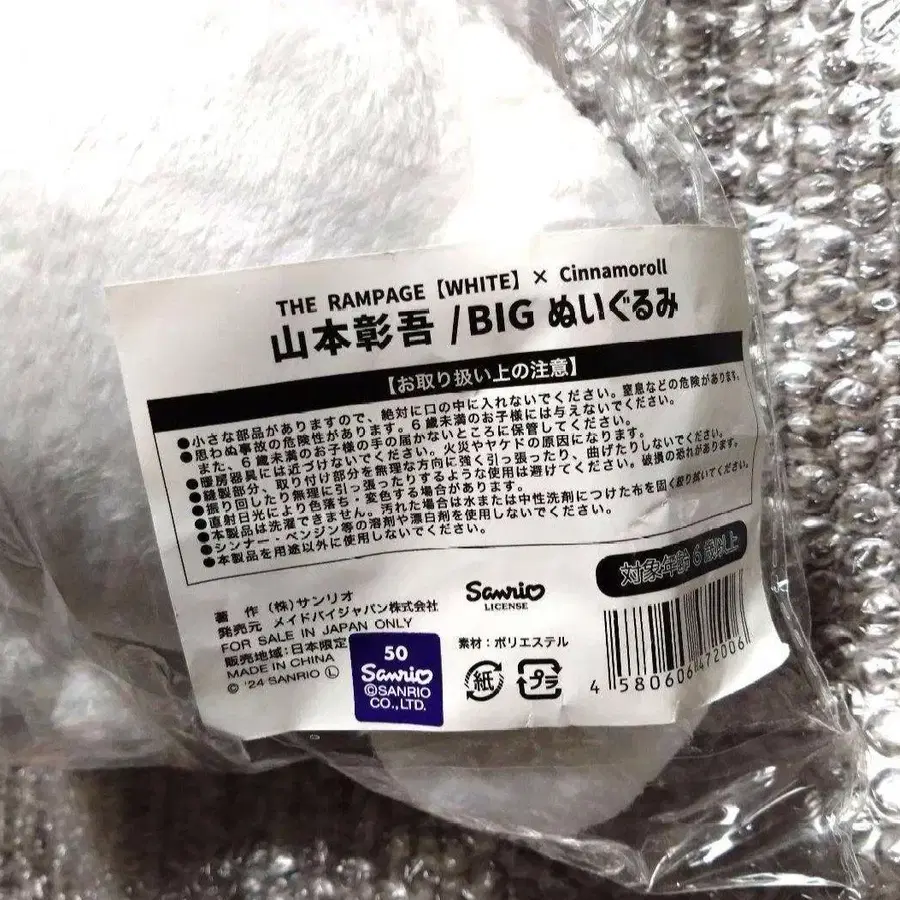 THE RAMPAGE【WHITE】× Cinnamoroll
山本彰吾 /BIG ぬいぐるみ
【お取り扱い上の注意】
●小さな部品がありますので、絶対に口の中に入れないでください。窒息などの危険があります。
●思わぬ事故の危険性があります。6歳未満のお子様には与えないでください。
また、6歳未満のお子様の手の届かないところに保管してください。
●暖房器具には近づけないでください。火災やヤケドの原因になります。
●縫製部分、取り付け部分を無理な方向に強く引っ張ったり、曲げたりしないでください。
●振り回したり無理に引っ張ったりするような使用は避けてください。破損の恐れがあります。
●直射日光により色落ち・変色する場合があります。
●本製品は洗濯できません。汚れた場合は水または中性洗剤につけた布を固く絞り拭いてください。
●シンナー・ベンジン等の溶剤や漂白剤を使用しないでください。
●本製品を用途以外に使用しないでください。
対象年齢6歳以上
著 作 (株)サンリオ
発売元 メイドバイジャパン株式会社
FOR SALE IN JAPAN ONLY
販売地域:日本限定
MADE IN CHINA
© '24 SANRIO Ⓛ
50
Sanrio
©SANRIO
CO.,LTD.
Sanrio
LICENSE
素材:ポリエステル
紙
プラ
4 580606 472006